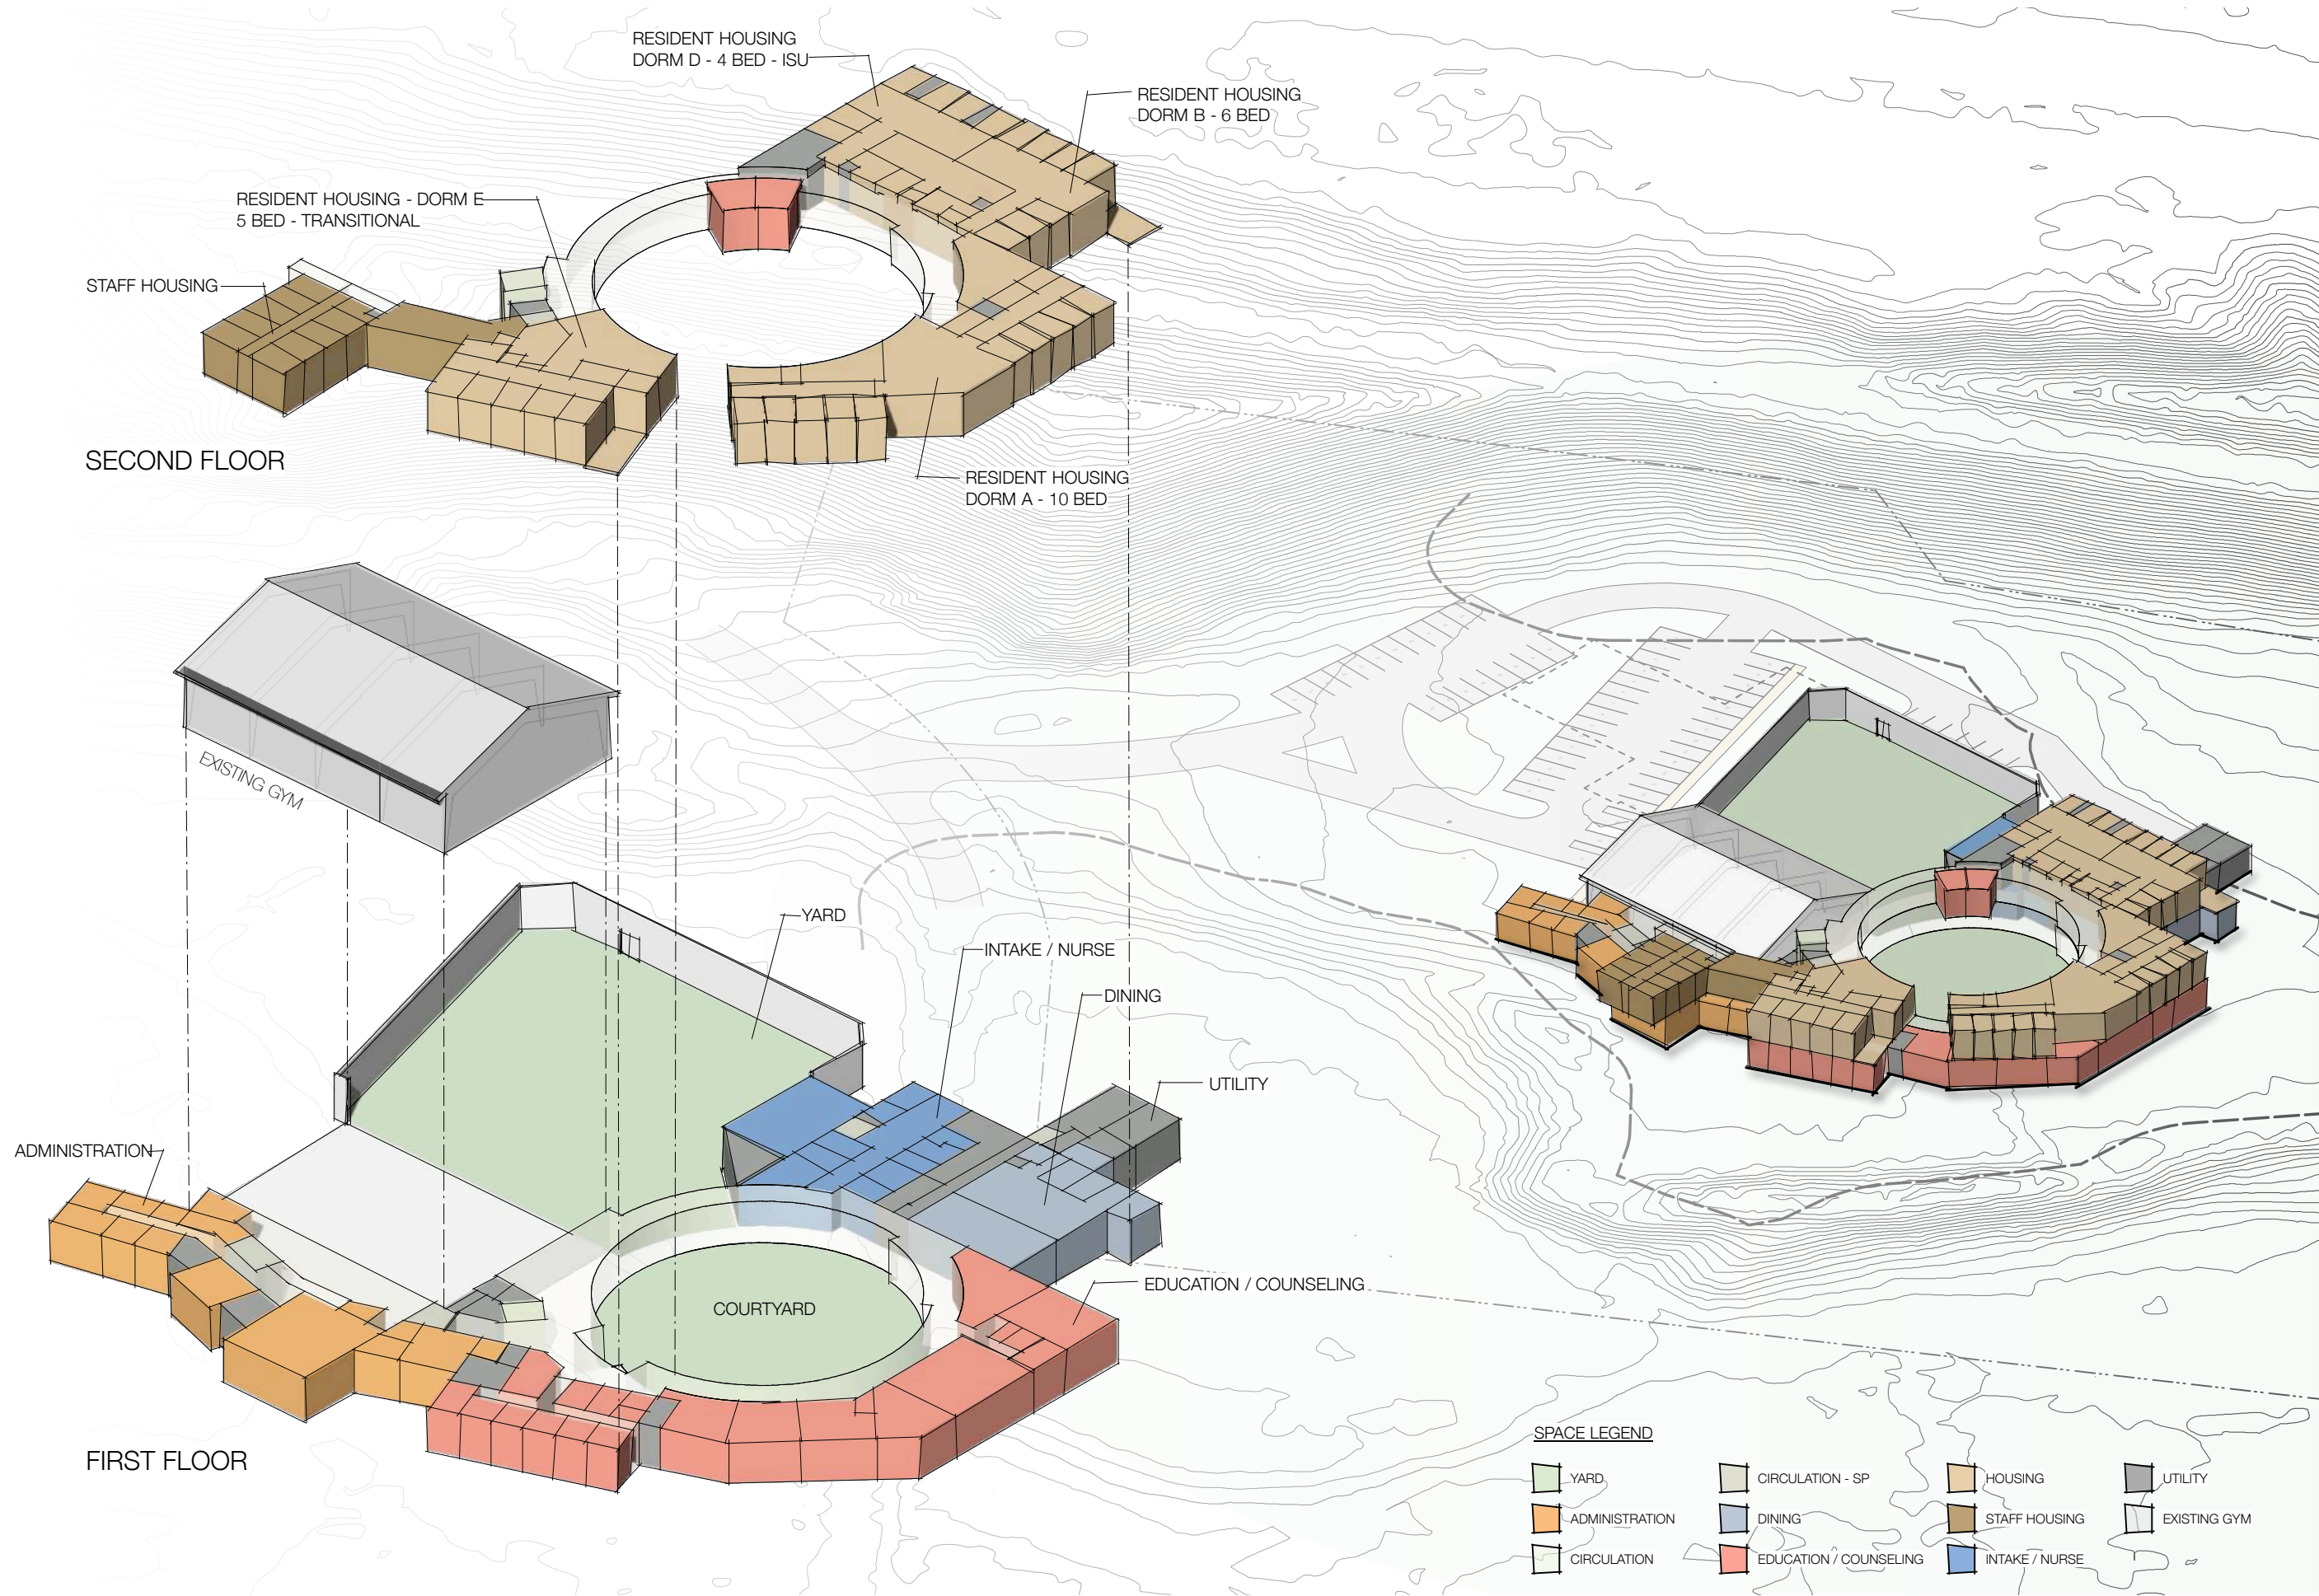 RESIDENT HOUSING
DORM D - 4 BED - ISU
RESIDENT HOUSING
DORM B - 6 BED
RESIDENT HOUSING - DORM E
5 BED - TRANSITIONAL
STAFF HOUSING
SECOND FLOOR
RESIDENT HOUSING
DORM A - 10 BED
EXISTING GYM
YARD
INTAKE / NURSE
DINING
UTILITY
ADMINISTRATION
EDUCATION / COUNSELING
COURTYARD
FIRST FLOOR
SPACE LEGEND
YARD
CIRCULATION - SP
HOUSING
UTILITY
ADMINISTRATION
DINING
STAFF HOUSING
EXISTING GYM
CIRCULATION
EDUCATION / COUNSELING
INTAKE / NURSE